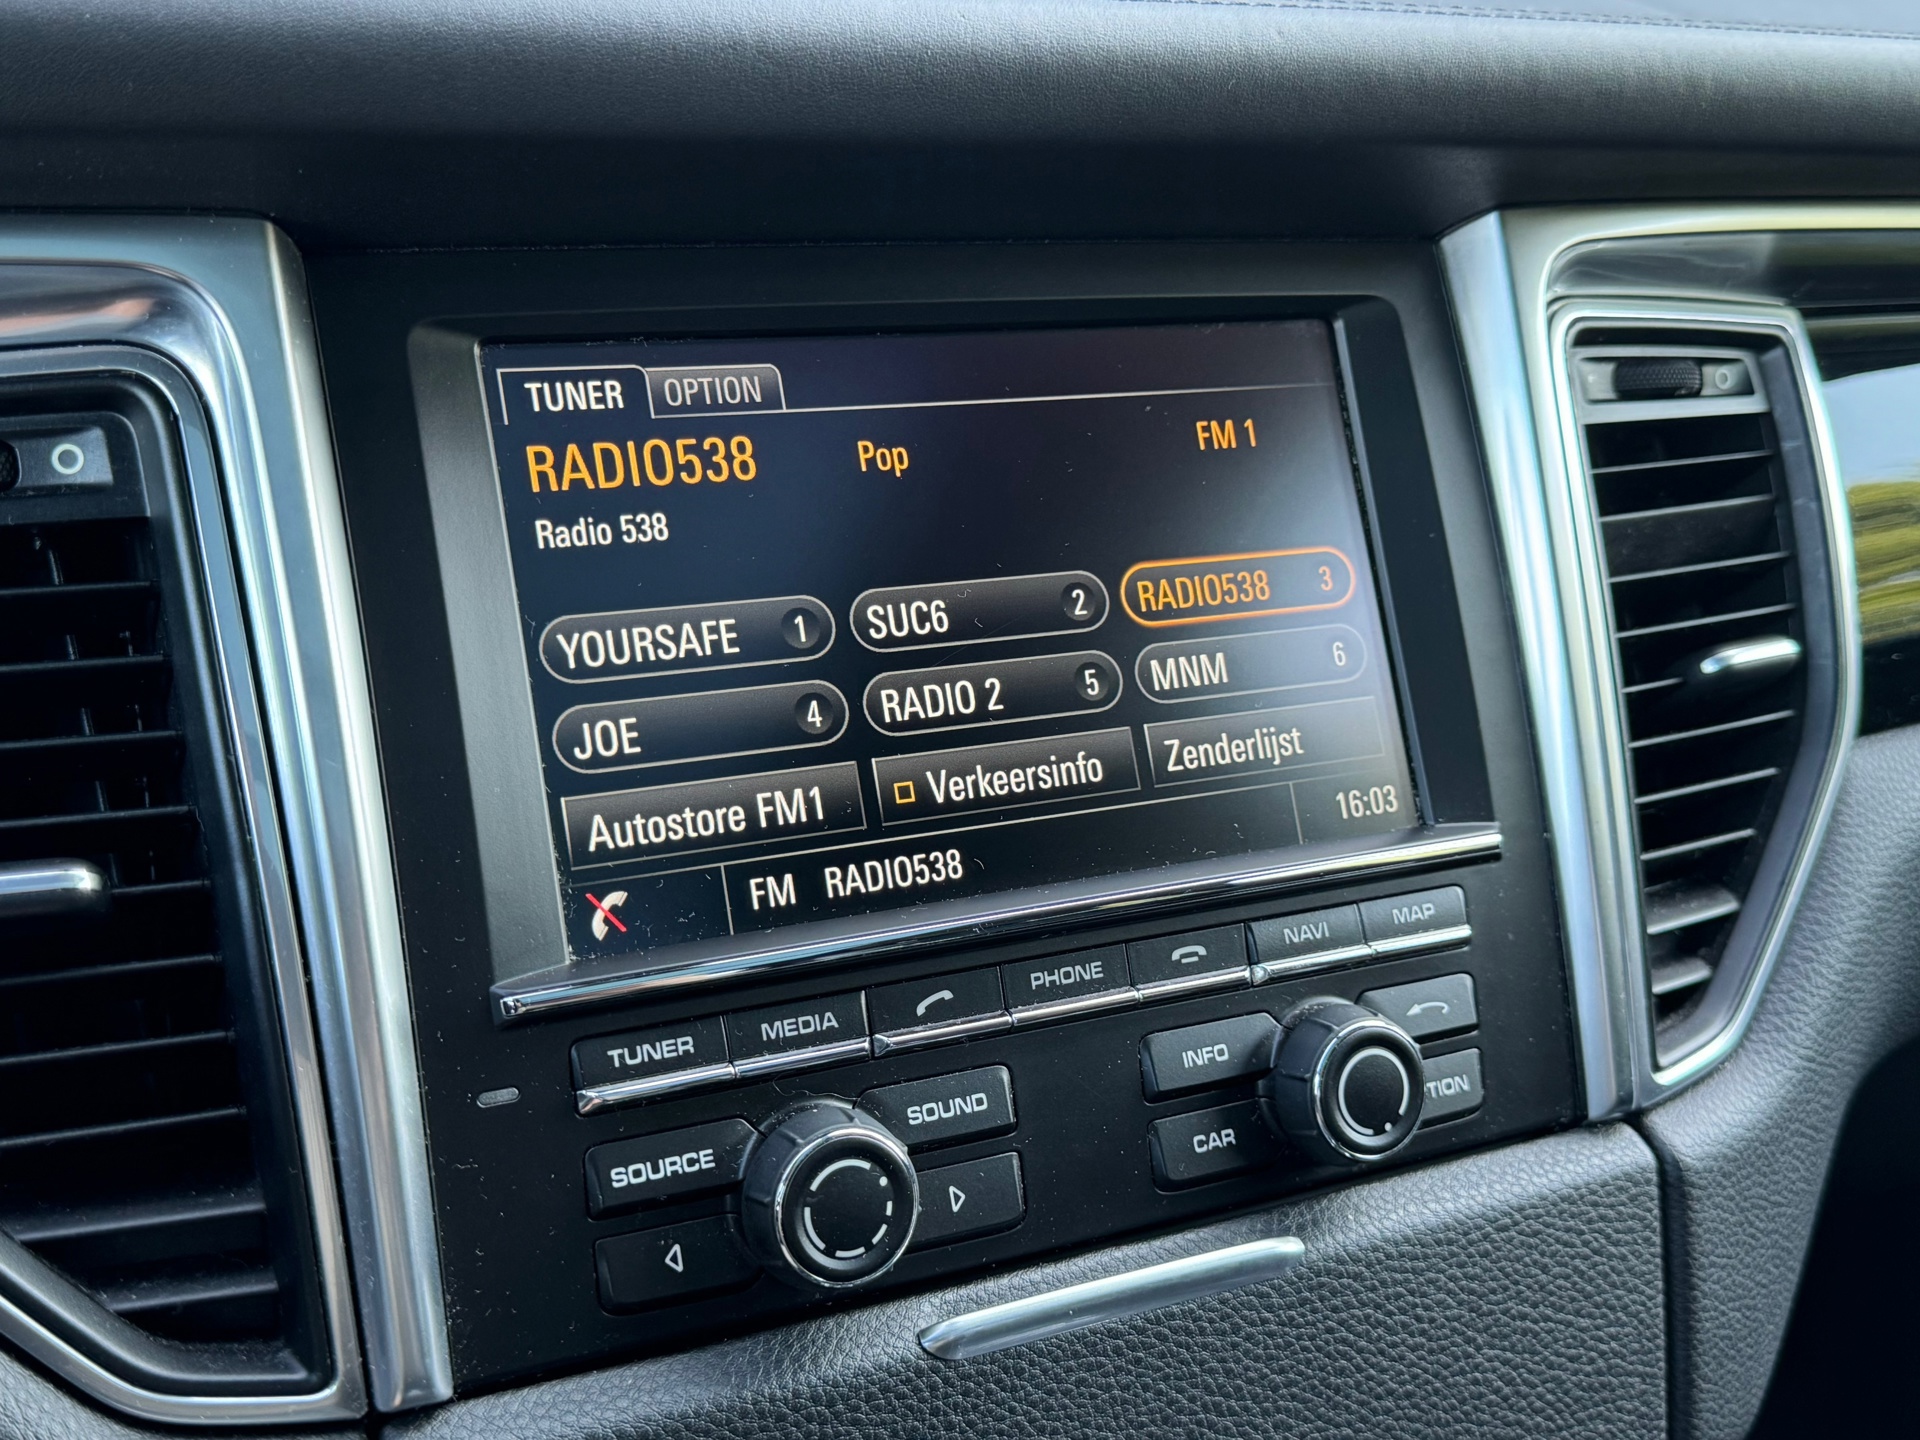 TUNER OPTION
RADIO538 Pop FM 1
Radio 538
YOURSAFE 1 SUC6 2 RADIO538 3
JOE 4 RADIO 2 5 MNM 6
Autostore FM1 Verkeersinfo Zenderlijst
FM RADIO538 16:03
TUNER MEDIA PHONE NAVI MAP
SOURCE SOUND INFO
CAR TION